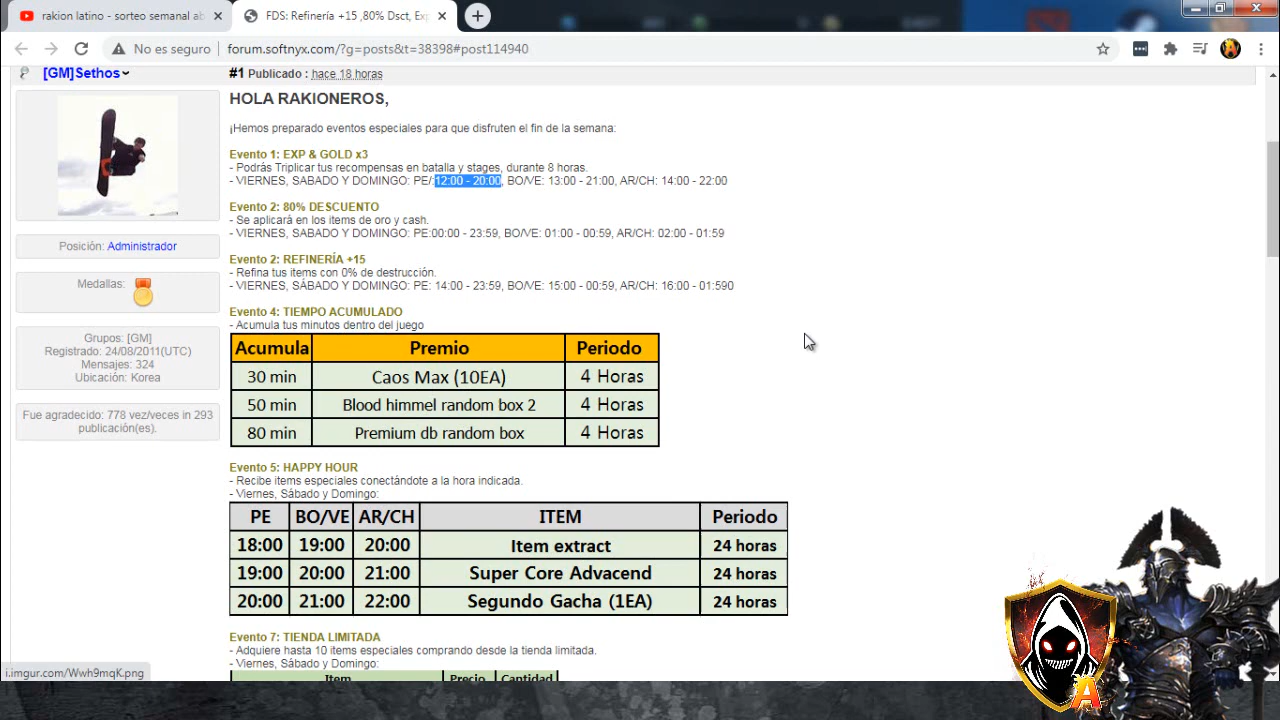 rakion latino - sorteo semanal ab
FDS: Refinería +15 ,80% Dsct, Exp
No es seguro
forum.softnyx.com/?g=posts&t=38398#post114940
[GM]Sethos
#1 Publicado : hace 18 horas
HOLA RAKIONEROS,
¡Hemos preparado eventos especiales para que disfruten el fin de la semana:
Evento 1: EXP & GOLD x3
- Podrás Triplicar tus recompensas en batalla y stages, durante 8 horas.
- VIERNES, SABADO Y DOMINGO: PE/:12:00 - 20:00, BO/VE: 13:00 - 21:00, AR/CH: 14:00 - 22:00
Evento 2: 80% DESCUENTO
- Se aplicará en los items de oro y cash.
- VIERNES, SABADO Y DOMINGO: PE:00:00 - 23:59, BO/VE: 01:00 - 00:59, AR/CH: 02:00 - 01:59
Evento 2: REFINERÍA +15
- Refina tus items con 0% de destrucción.
- VIERNES, SÁBADO Y DOMINGO: PE: 14:00 - 23:59, BO/VE: 15:00 - 00:59, AR/CH: 16:00 - 01:590
Evento 4: TIEMPO ACUMULADO
- Acumula tus minutos dentro del juego
Acumula Premio Periodo
30 min Caos Max (10EA) 4 Horas
50 min Blood himmel random box 2 4 Horas
80 min Premium db random box 4 Horas
Evento 5: HAPPY HOUR
- Recibe items especiales conectándote a la hora indicada.
- Viernes, Sábado y Domingo:
PE BO/VE AR/CH ITEM Periodo
18:00 19:00 20:00 Item extract 24 horas
19:00 20:00 21:00 Super Core Advacend 24 horas
20:00 21:00 22:00 Segundo Gacha (1EA) 24 horas
Evento 7: TIENDA LIMITADA
- Adquiere hasta 10 items especiales comprando desde la tienda limitada.
- Viernes, Sábado y Domingo:
Item Precio Cantidad
Posición: Administrador
Medallas:
Grupos: [GM]
Registrado: 24/08/2011(UTC)
Mensajes: 324
Ubicación: Korea
Fue agradecido: 778 vez/veces in 293
publicación(es).
i.imgur.com/Wwh9mqK.png
A